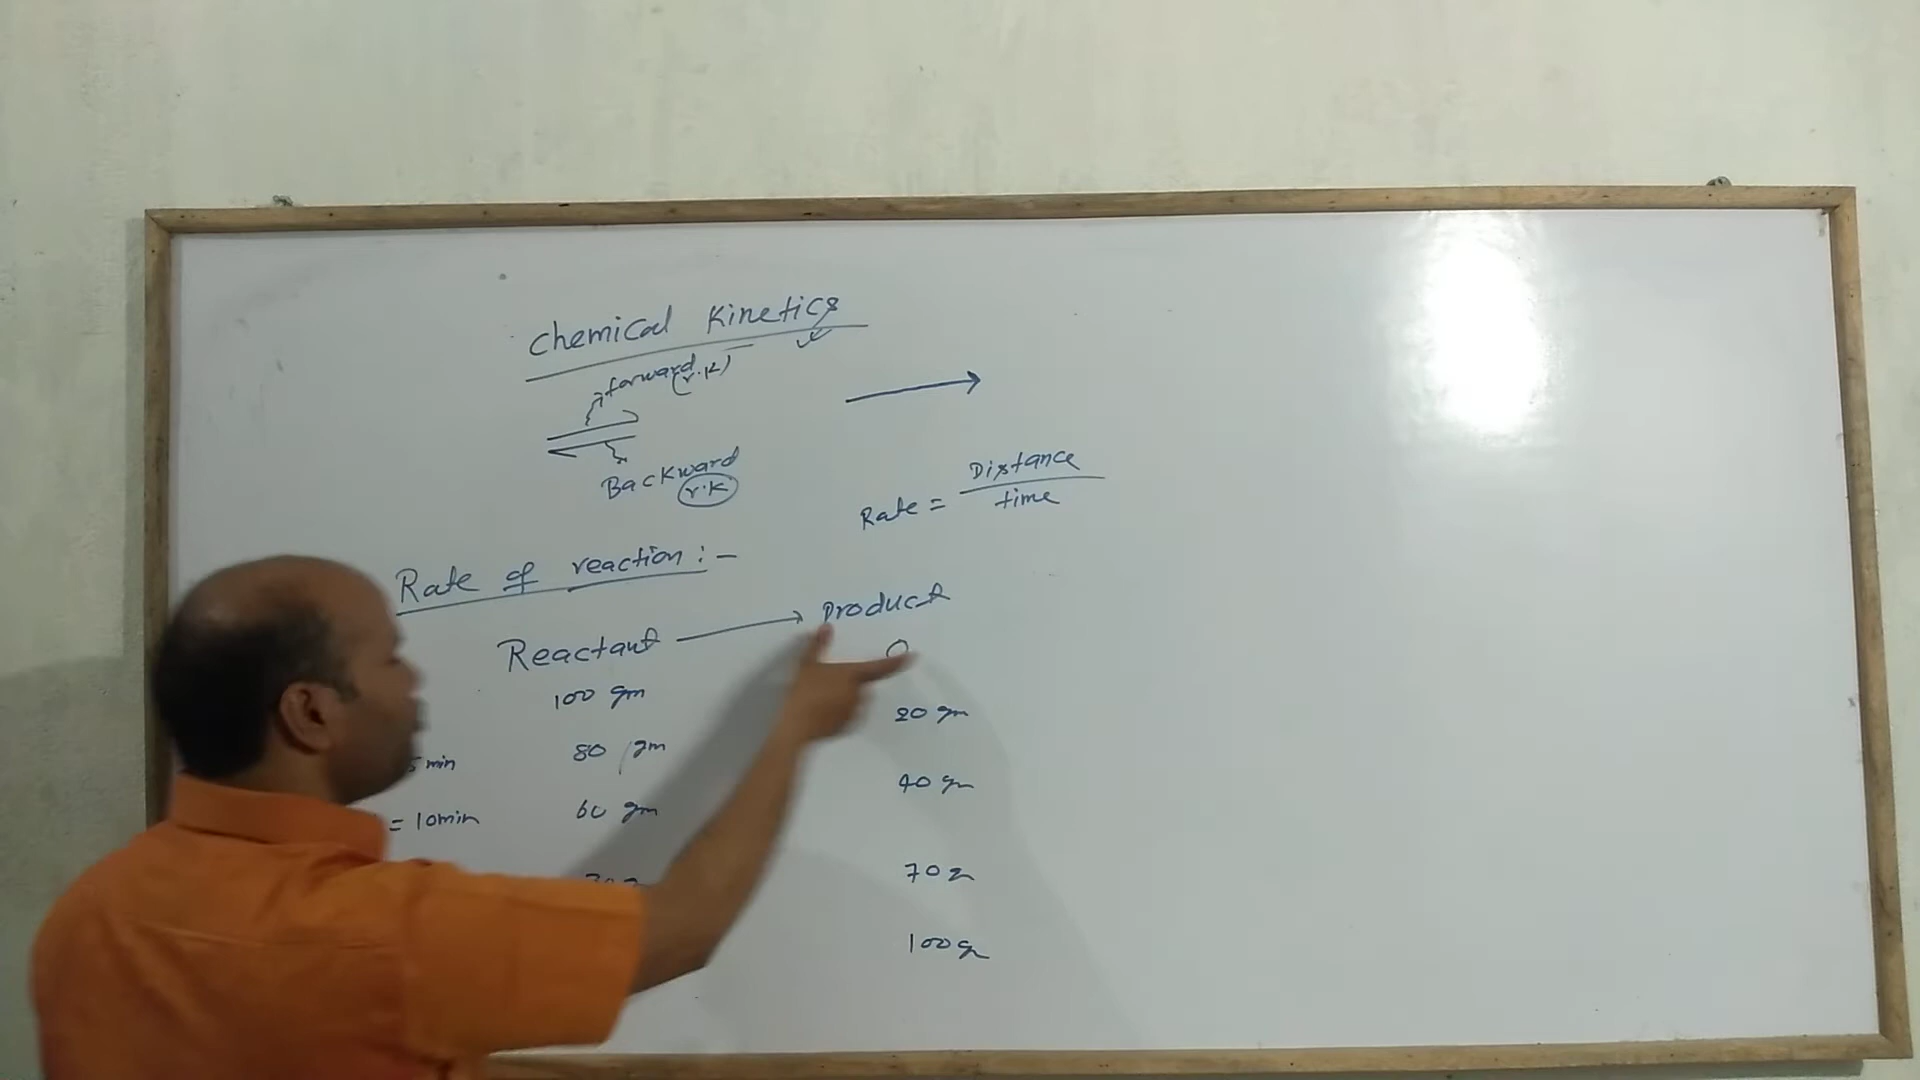 Chemical Kinetics
forward (r.k)
Backward
r.k
Rate = Distance / time
Rate of reaction :-
Reactant → Product
100 gm 0
20 gm
5 min 80 gm
40 gm
= 10min 60 gm
70 g
100 g